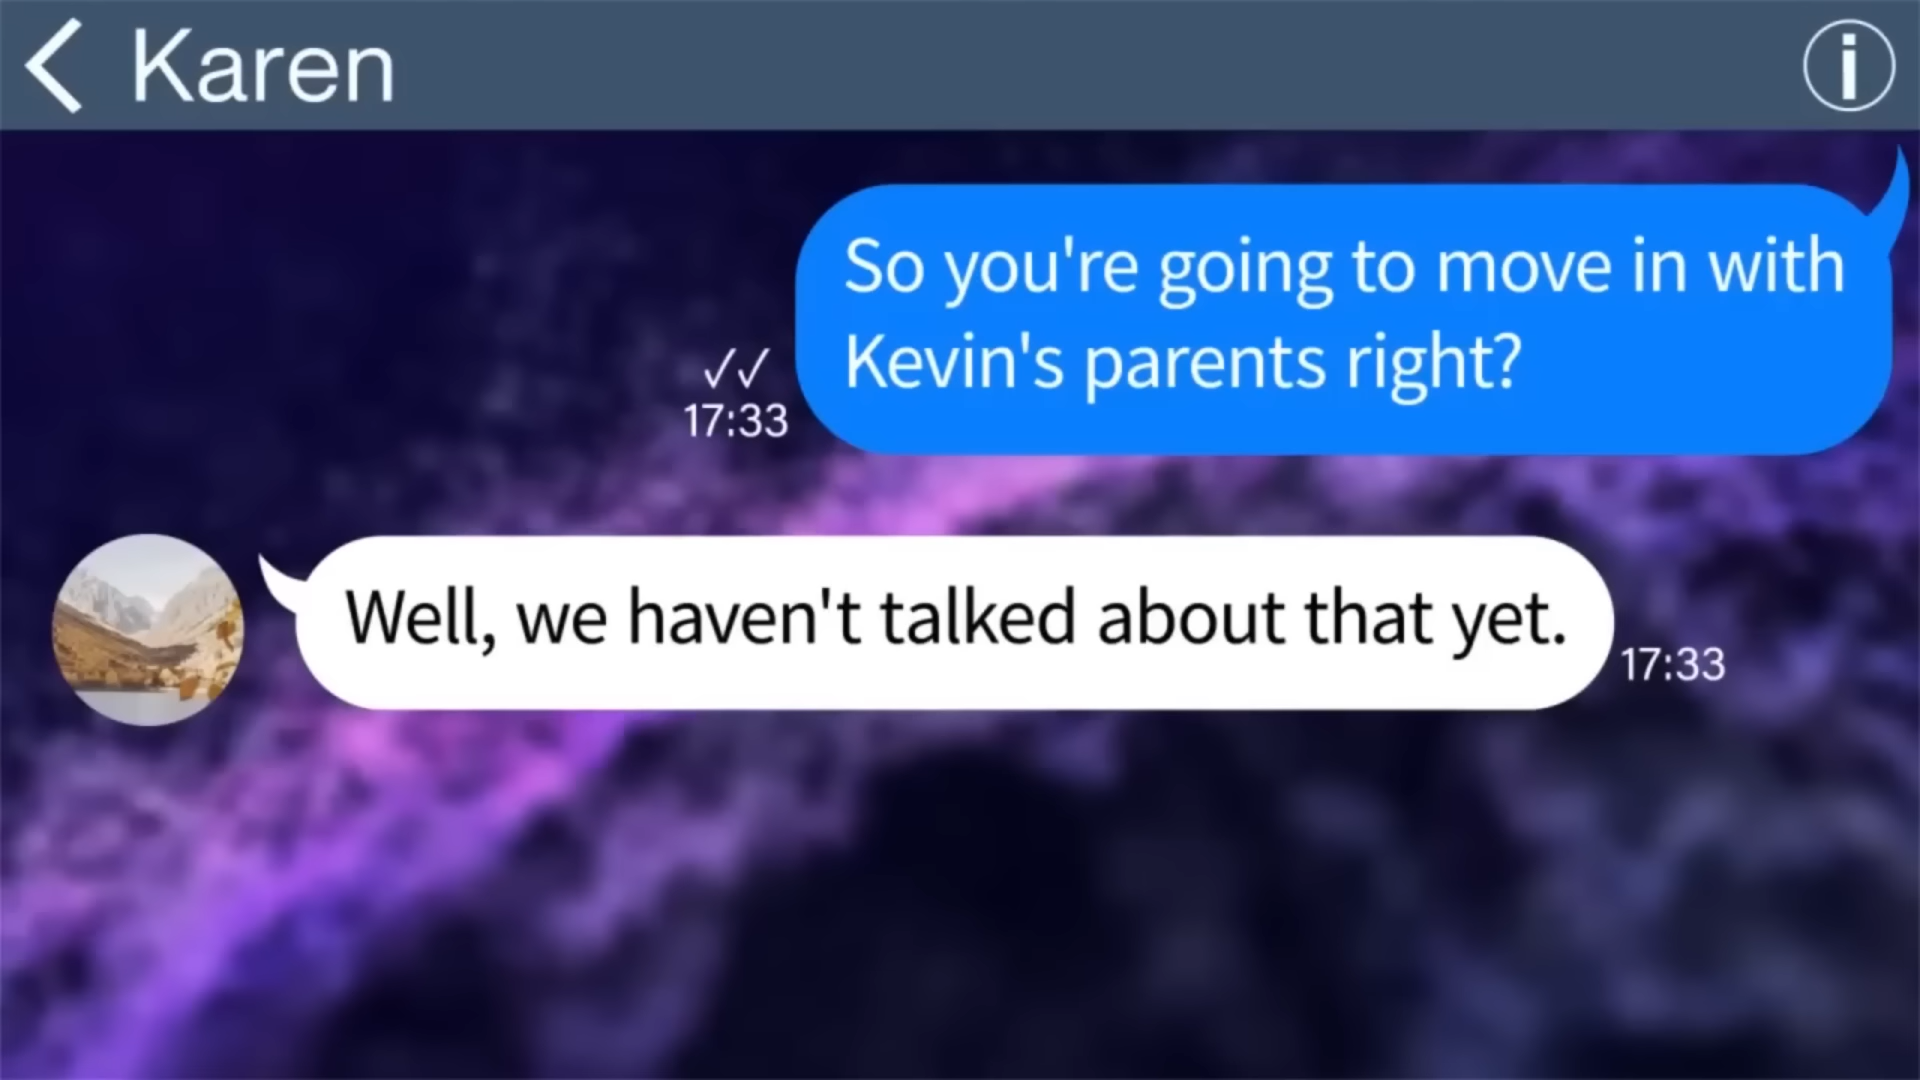 Karen
So you're going to move in with
Kevin's parents right?
✓✓
17:33
Well, we haven't talked about that yet.
17:33